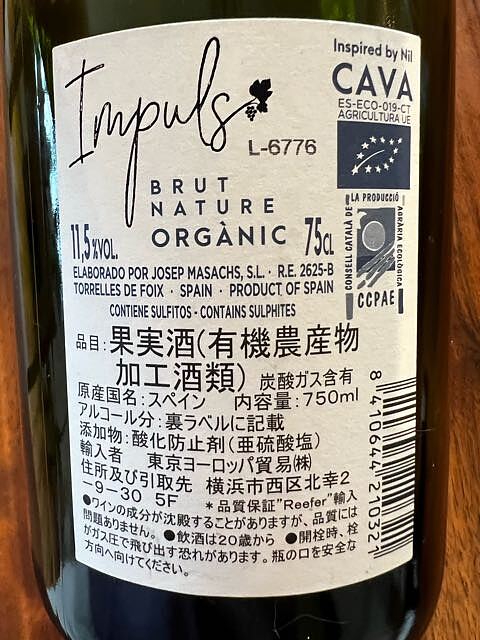 Impuls
L-6776
Inspired by Nil
CAVA
ES-ECO-019-CT
AGRICULTURA UE
BRUT
NATURE
ORGÀNIC
11,5%VOL.
75CL
CONSELL CATALÀ DE LA PRODUCCIÓ AGRÀRIA ECOLÒGICA
CCPAE
ELABORADO POR JOSEP MASACHS, S.L. · R.E. 2625-B
TORRELLES DE FOIX · SPAIN · PRODUCT OF SPAIN
CONTIENE SULFITOS - CONTAINS SULPHITES
品目:果実酒(有機農産物
加工酒類) 炭酸ガス含有
原産国名:スペイン 内容量:750ml
アルコール分:裏ラベルに記載
添加物:酸化防止剤(亜硫酸塩)
輸入者 東京ヨーロッパ貿易㈱
住所及び引取先 横浜市西区北幸2
-9-30 5F *品質保証"Reefer"輸入
●ワインの成分が沈殿することがありますが、品質には
問題ありません。●飲酒は20歳から ●開栓時、栓
がガス圧で飛び出す恐れがあります。瓶の口を安全な
方向へ向けてください。
8410644210321